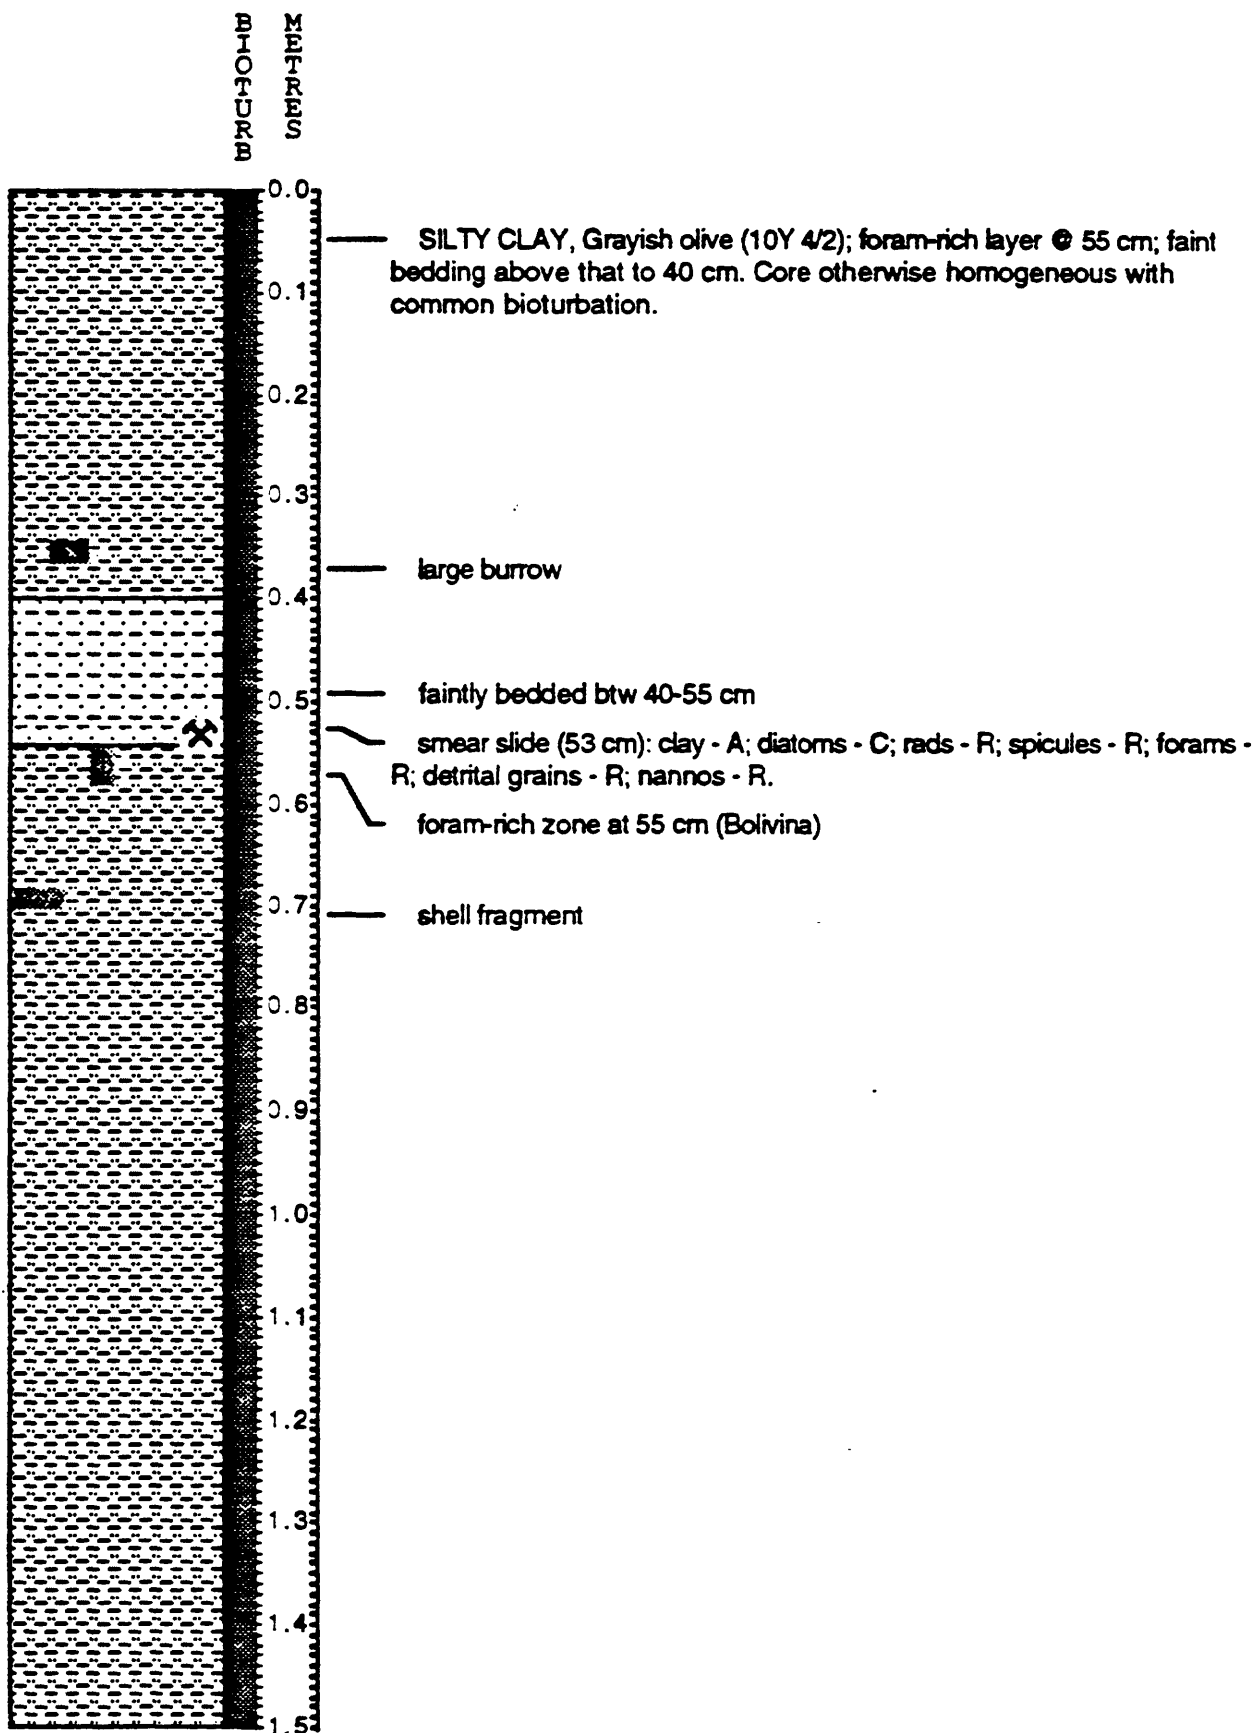 BIOTURB
METRES
0.0
SILTY CLAY, Grayish olive (10Y 4/2); foram-rich layer @ 55 cm; faint
bedding above that to 40 cm. Core otherwise homogeneous with
common bioturbation.
0.1
0.2
0.3
large burrow
0.4
faintly bedded btw 40-55 cm
0.5
smear slide (53 cm): clay - A; diatoms - C; rads - R; spicules - R; forams -
R; detrital grains - R; nannos - R.
0.6
foram-rich zone at 55 cm (Bolivina)
0.7
shell fragment
0.8
0.9
1.0
1.1
1.2
1.3
1.4
1.5